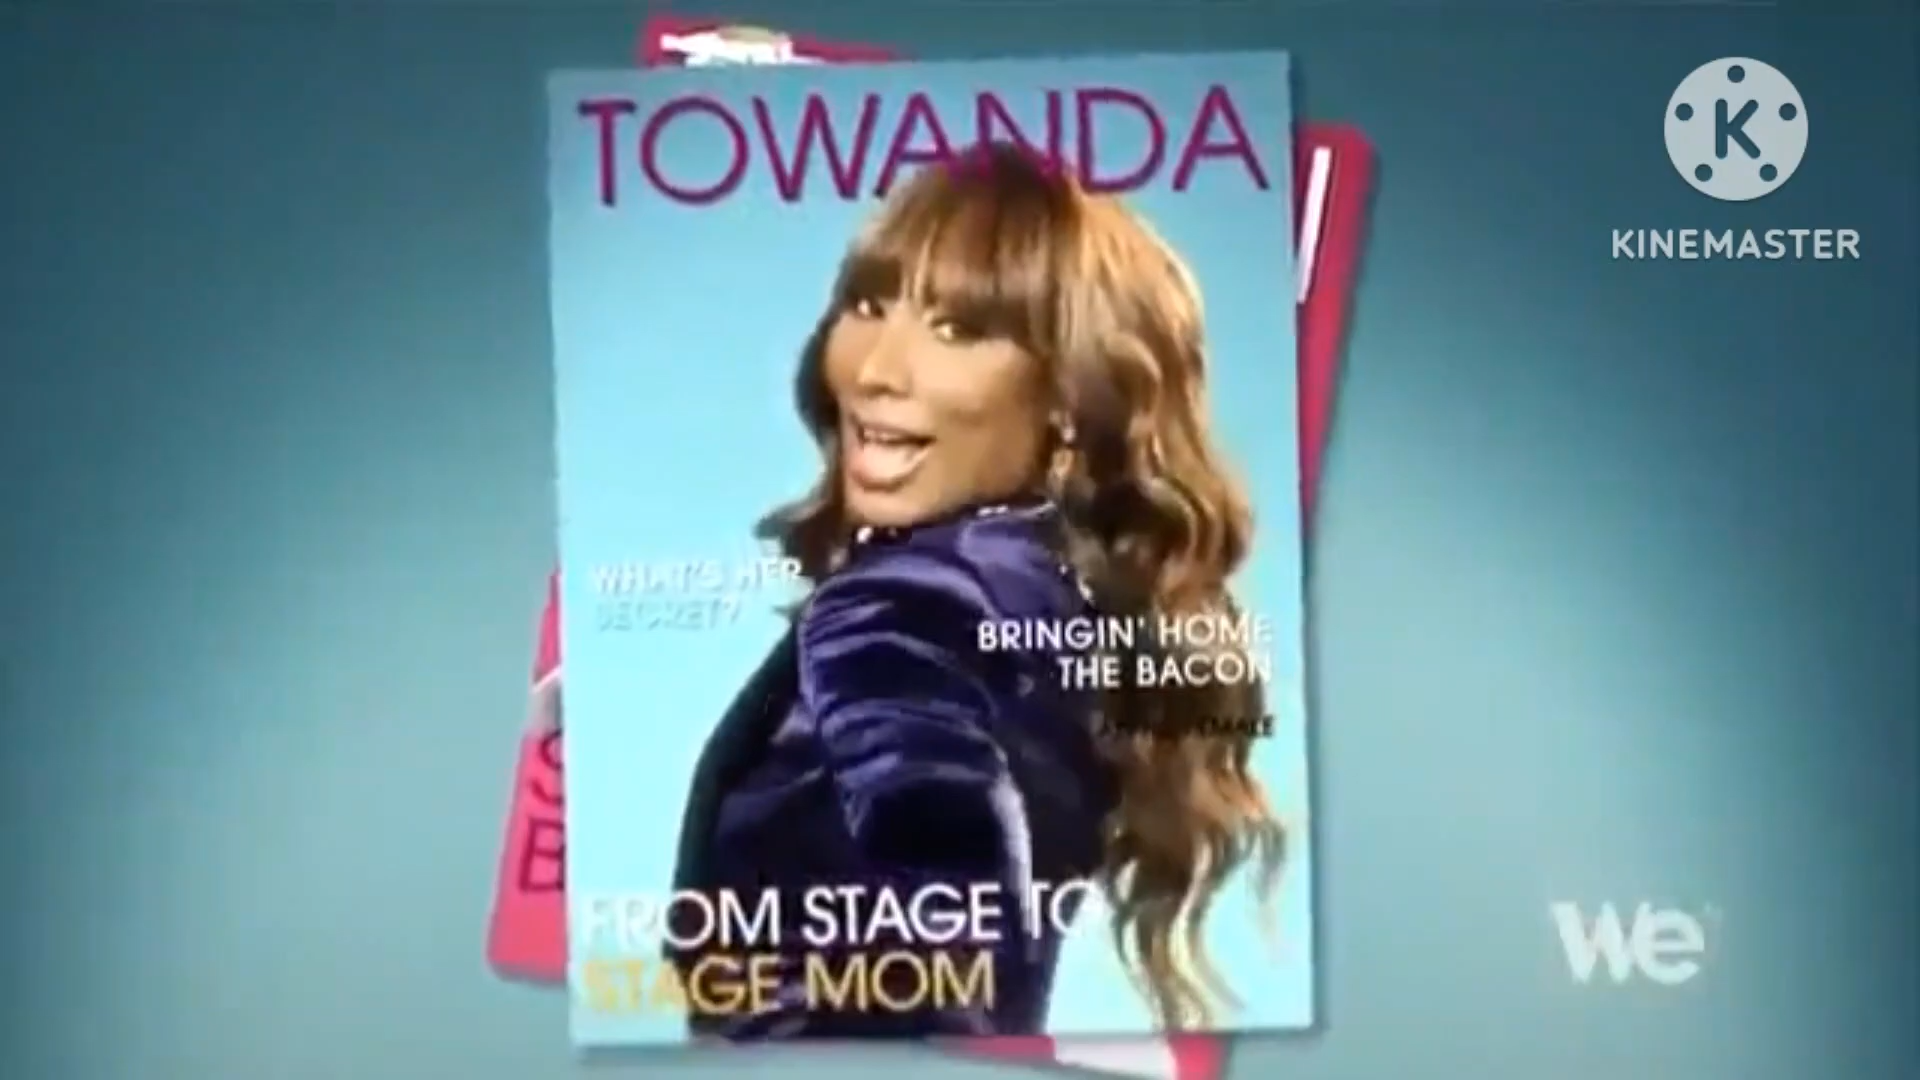 TOWANDA
K
KINEMASTER
WHAT'S HER
SECRET?
BRINGIN' HOME
THE BACON
FROM STAGE TO
STAGE MOM
we